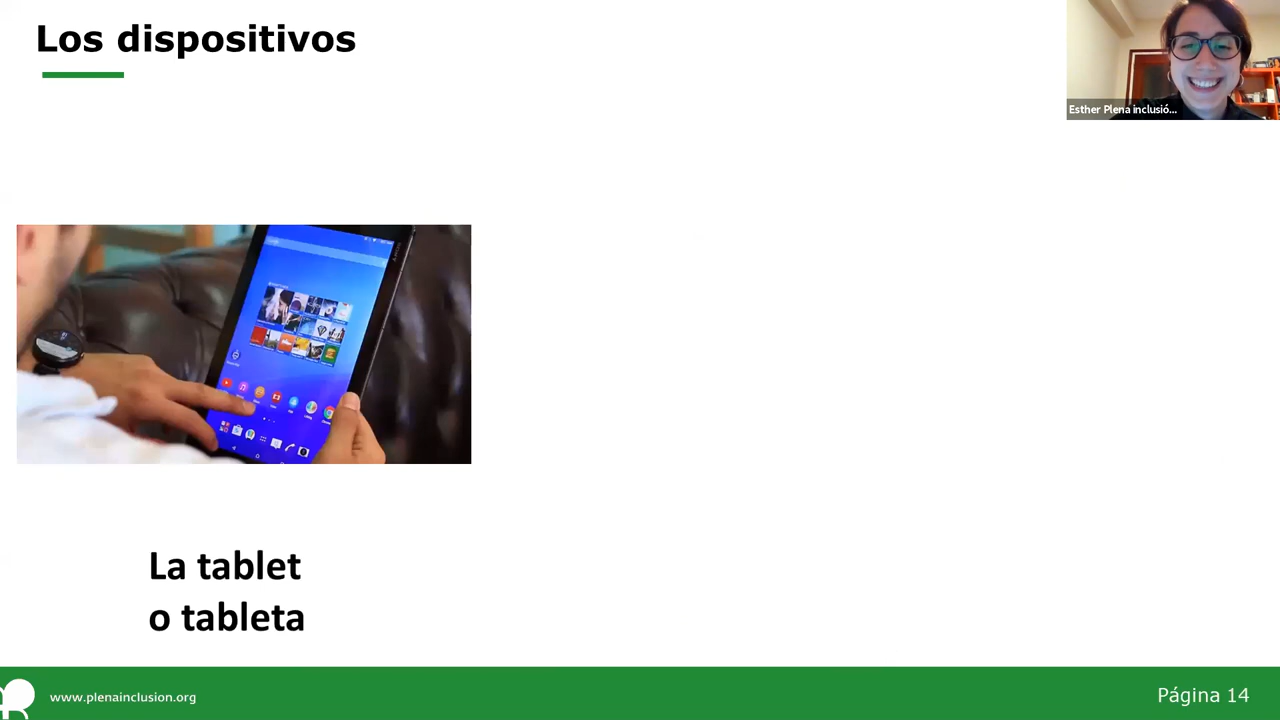 Los dispositivos
Esther Plena inclusió...
La tablet
o tableta
www.plenainclusion.org
Página 14